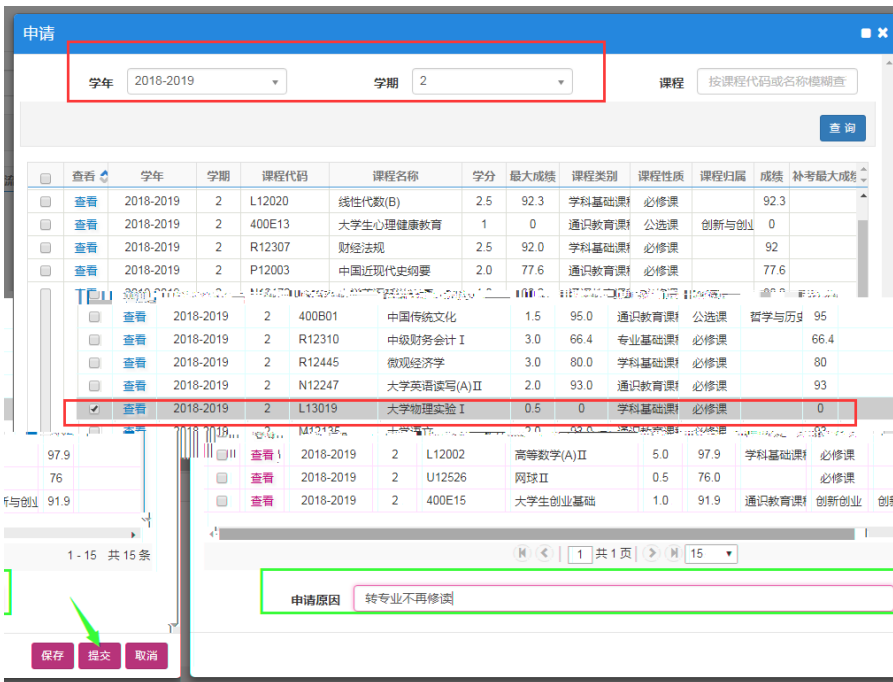 申请
学年 2018-2019 学期 2 课程 按课程代码或名称模糊查
查询
查看 学年 学期 课程代码 课程名称 学分 最大成绩 课程类别 课程性质 课程归属 成绩 补考最大成绩
查看 2018-2019 2 L12020 线性代数(B) 2.5 92.3 学科基础课程 必修课 92.3
查看 2018-2019 2 400E13 大学生心理健康教育 1 0 通识教育课程 公选课 创新与创业 0
查看 2018-2019 2 R12307 财经法规 2.5 92.0 学科基础课程 必修课 92
查看 2018-2019 2 P12003 中国近现代史纲要 2.0 77.6 通识教育课程 必修课 77.6
查看 2018-2019 2 400B01 中国传统文化 1.5 95.0 通识教育课程 公选课 哲学与历史 95
查看 2018-2019 2 R12310 中级财务会计Ⅰ 3.0 66.4 专业基础课程 必修课 66.4
查看 2018-2019 2 R12445 微观经济学 3.0 80.0 学科基础课程 必修课 80
查看 2018-2019 2 N12247 大学英语读写(A)Ⅱ 2.0 93.0 通识教育课程 必修课 93
查看 2018-2019 2 L13019 大学物理实验Ⅰ 0.5 0 学科基础课程 必修课 0
97.9 查看 2018-2019 2 L12002 高等数学(A)Ⅱ 5.0 97.9 学科基础课程 必修课
76 查看 2018-2019 2 U12526 网球Ⅱ 0.5 76.0 必修课
新与创业 91.9 查看 2018-2019 2 400E15 大学生创业基础 1.0 91.9 通识教育课程 创新创业 创新
1 - 15 共 15 条 1 共 1 页 15
申请原因 转专业不再修读
保存 提交 取消